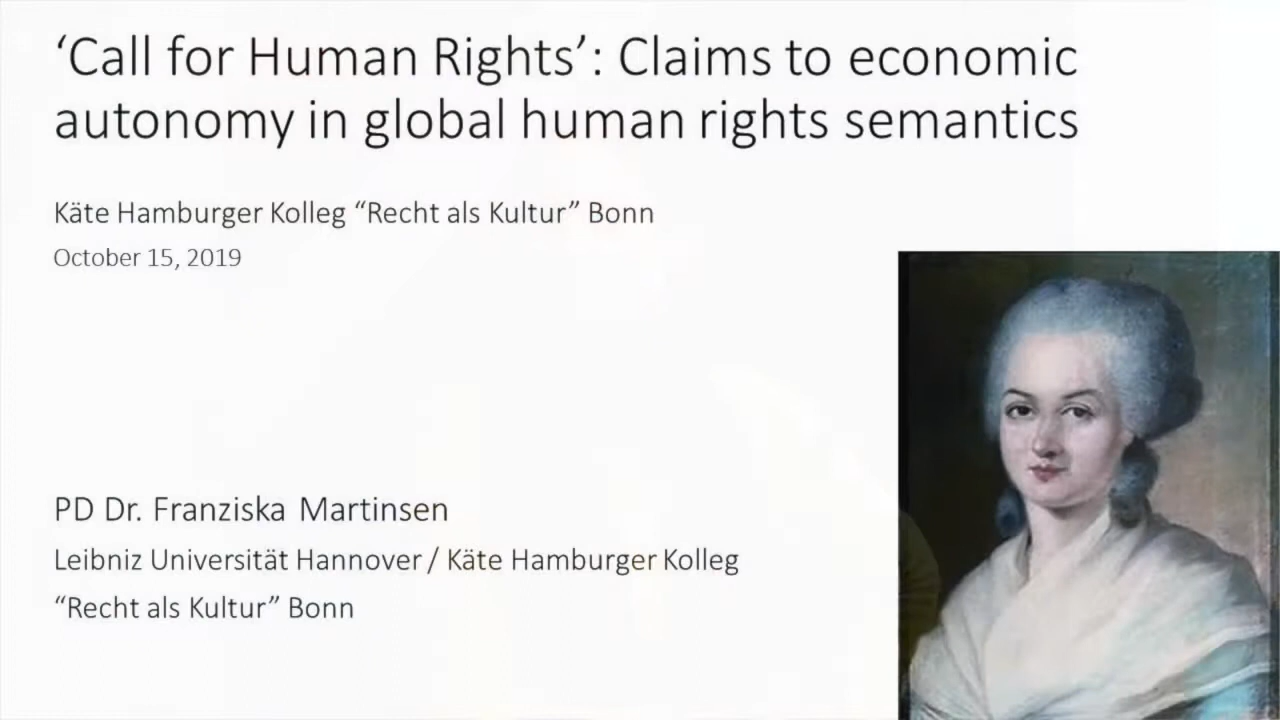 ‘Call for Human Rights’: Claims to economic
autonomy in global human rights semantics
Käte Hamburger Kolleg “Recht als Kultur” Bonn
October 15, 2019
PD Dr. Franziska Martinsen
Leibniz Universität Hannover / Käte Hamburger Kolleg
“Recht als Kultur” Bonn